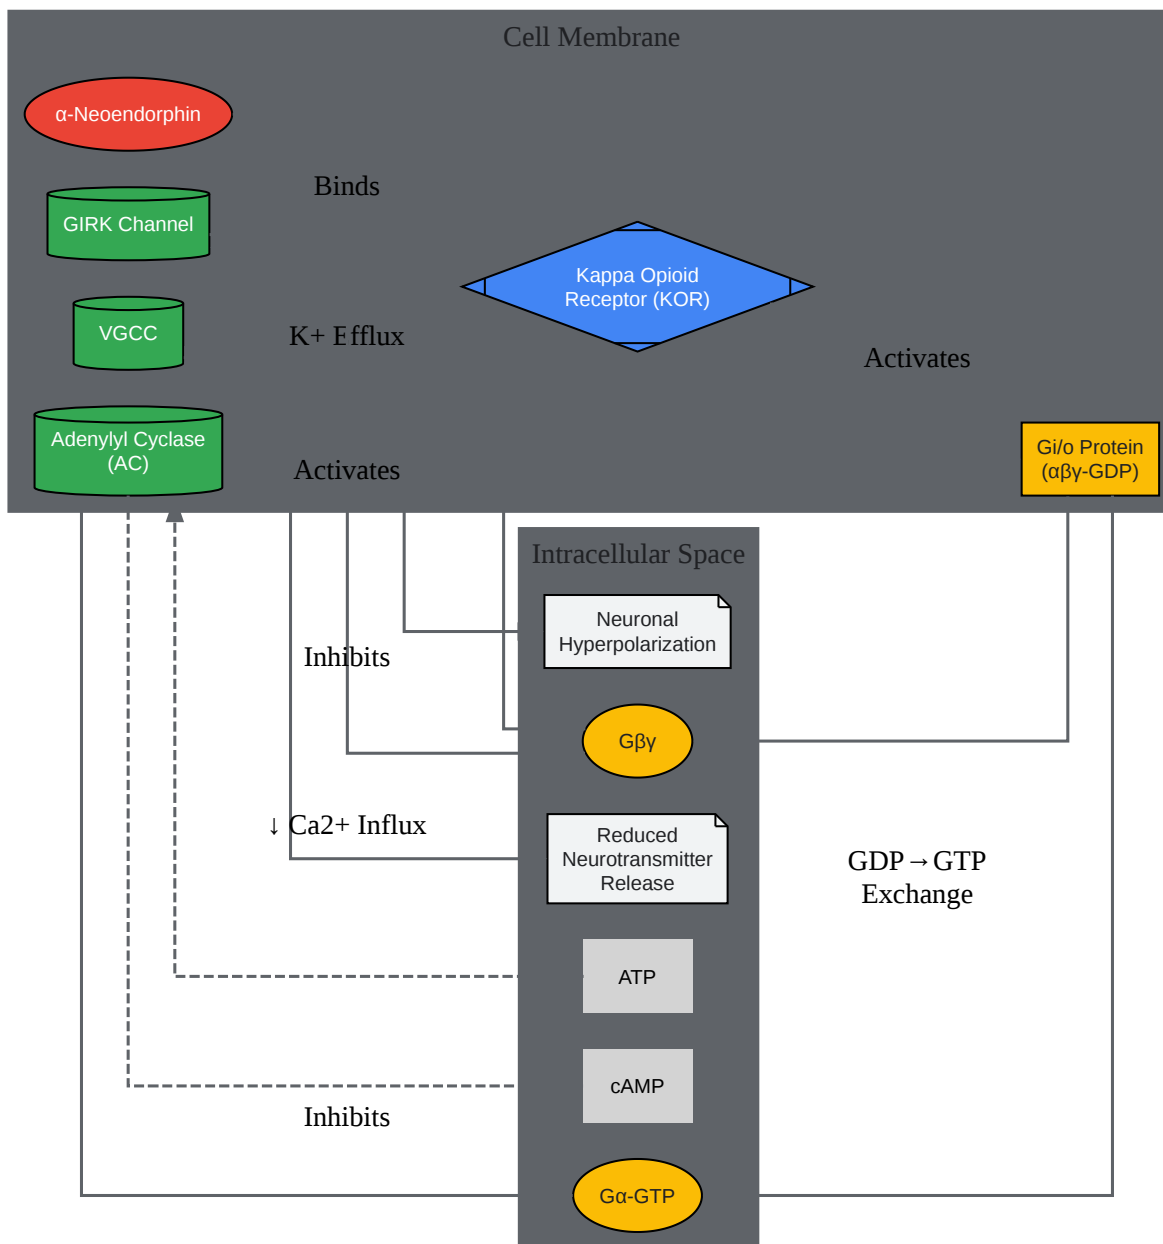 Cell Membrane
α-Neoendorphin
Binds
GIRK Channel
Kappa Opioid
Receptor (KOR)
VGCC
K+ Efflux
Activates
Adenylyl Cyclase
(AC)
Activates
Gi/o Protein
(αβγ-GDP)
Intracellular Space
Neuronal
Hyperpolarization
Inhibits
Gβγ
↓ Ca2+ Influx
Reduced
Neurotransmitter
Release
GDP→GTP
Exchange
ATP
cAMP
Inhibits
Gα-GTP